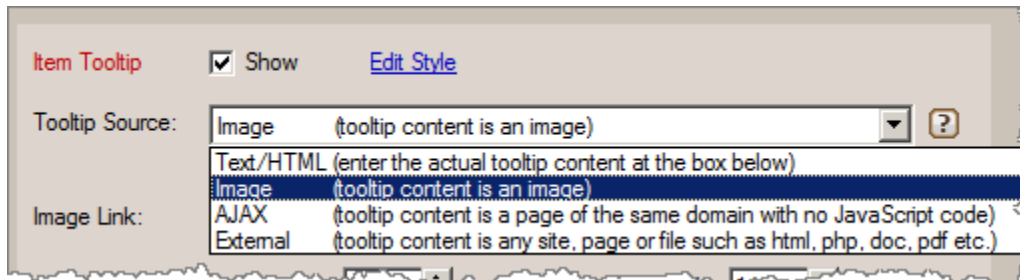 Item Tooltip Show Edit Style
Tooltip Source: Image (tooltip content is an image) ?
Text/HTML (enter the actual tooltip content at the box below)
Image (tooltip content is an image)
Image Link: AJAX (tooltip content is a page of the same domain with no JavaScript code)
External (tooltip content is any site, page or file such as html, php, doc, pdf etc.)